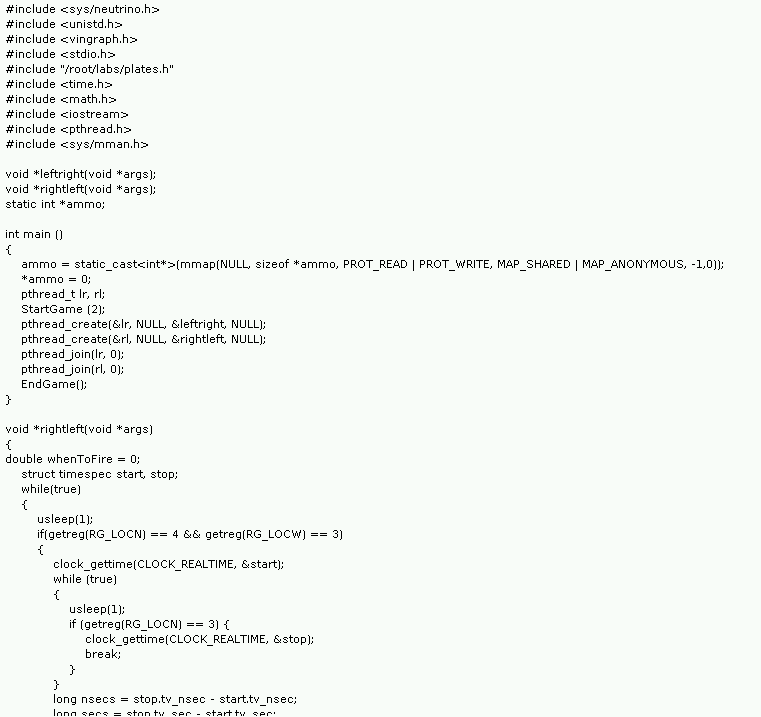 #include <sys/neutrino.h>
#include <unistd.h>
#include <vingraph.h>
#include <stdio.h>
#include "/root/labs/plates.h"
#include <time.h>
#include <math.h>
#include <iostream>
#include <pthread.h>
#include <sys/mman.h>

void *leftright(void *args);
void *rightleft(void *args);
static int *ammo;

int main ()
{
    ammo = static_cast<int*>(mmap(NULL, sizeof *ammo, PROT_READ | PROT_WRITE, MAP_SHARED | MAP_ANONYMOUS, -1,0));
    *ammo = 0;
    pthread_t lr, rl;
    StartGame (2);
    pthread_create(&lr, NULL, &leftright, NULL);
    pthread_create(&rl, NULL, &rightleft, NULL);
    pthread_join(lr, 0);
    pthread_join(rl, 0);
    EndGame();
}

void *rightleft(void *args)
{
double whenToFire = 0;
    struct timespec start, stop;
    while(true)
    {
        usleep(1);
        if(getreg(RG_LOCN) == 4 && getreg(RG_LOCW) == 3)
        {
            clock_gettime(CLOCK_REALTIME, &start);
            while (true)
            {
                usleep(1);
                if (getreg(RG_LOCN) == 3) {
                    clock_gettime(CLOCK_REALTIME, &stop);
                    break;
                }
            }
            long nsecs = stop.tv_nsec - start.tv_nsec;
            long secs = stop.tv_sec - start.tv_sec;